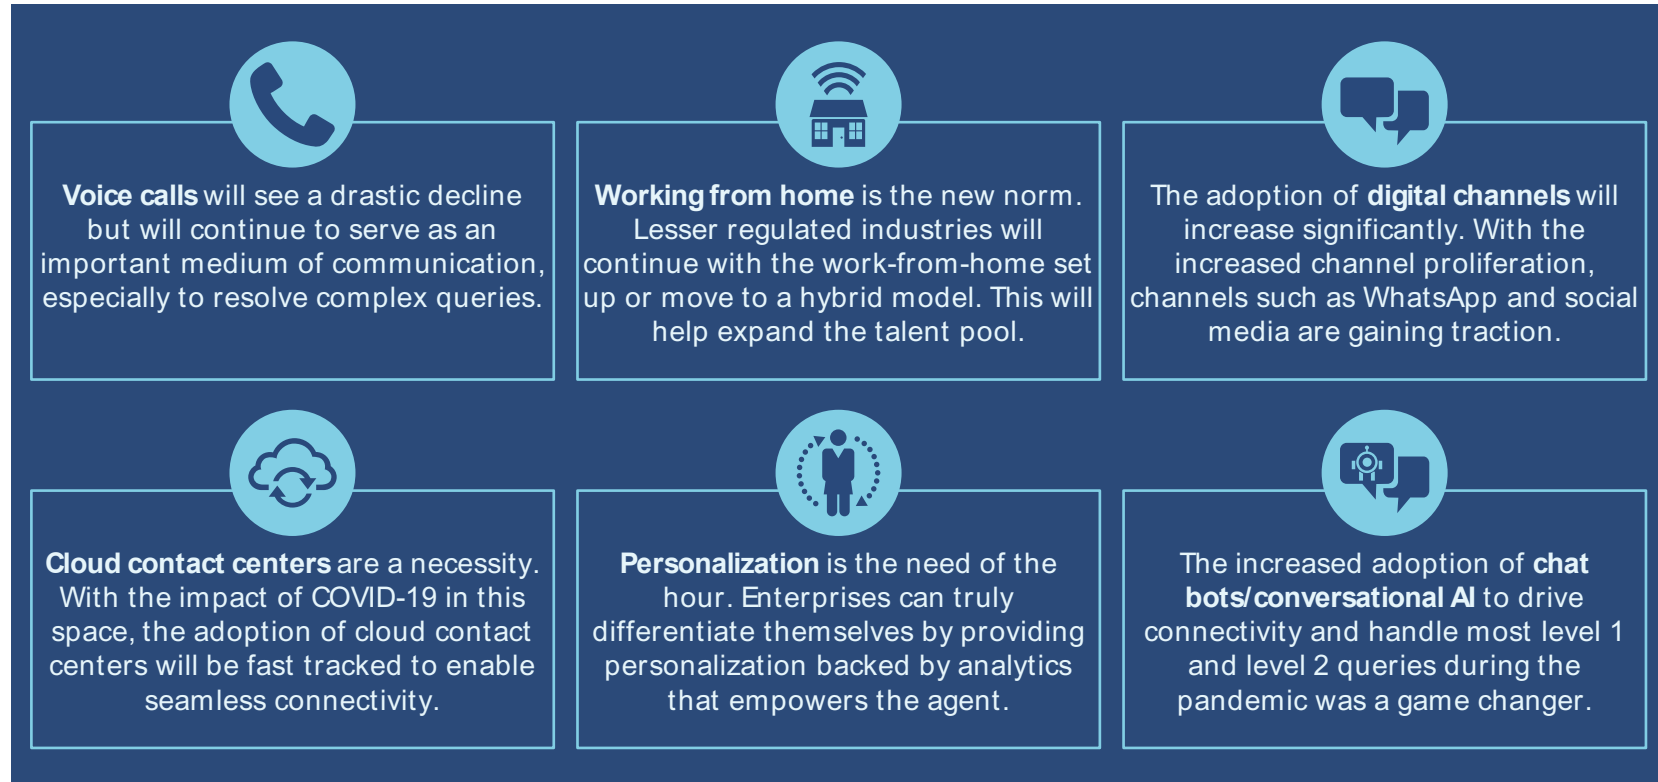 Voice calls will see a drastic decline
but will continue to serve as an
important medium of communication,
especially to resolve complex queries.
Working from home is the new norm.
Lesser regulated industries will
continue with the work-from-home set
up or move to a hybrid model. This will
help expand the talent pool.
The adoption of digital channels will
increase significantly. With the
increased channel proliferation,
channels such as WhatsApp and social
media are gaining traction.
Cloud contact centers are a necessity.
With the impact of COVID-19 in this
space, the adoption of cloud contact
centers will be fast tracked to enable
seamless connectivity.
Personalization is the need of the
hour. Enterprises can truly
differentiate themselves by providing
personalization backed by analytics
that empowers the agent.
The increased adoption of chat
bots/conversational AI to drive
connectivity and handle most level 1
and level 2 queries during the
pandemic was a game changer.